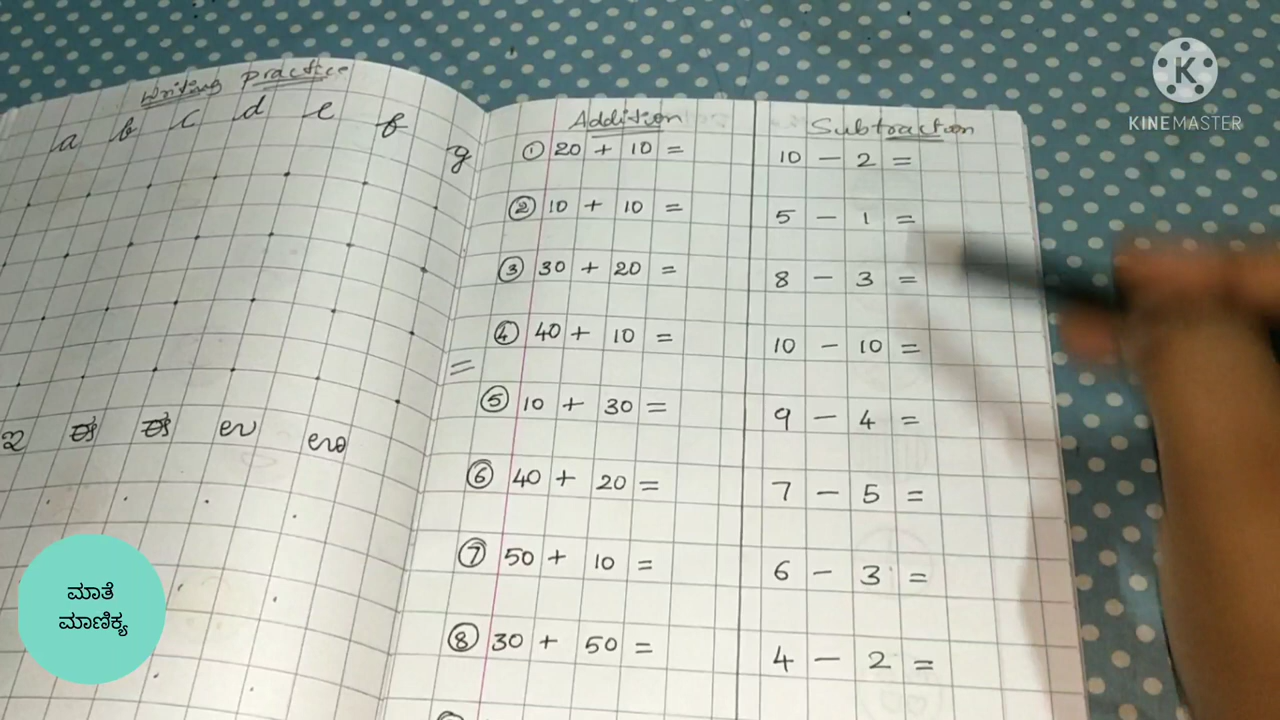 Writing Practice
a b c d e f g
ಇ ಈ ಈ ಉ ಊ
Addition
① 20 + 10 =
② 10 + 10 =
③ 30 + 20 =
④ 40 + 10 =
⑤ 10 + 30 =
⑥ 40 + 20 =
⑦ 50 + 10 =
⑧ 30 + 50 =
Subtraction
10 - 2 =
5 - 1 =
8 - 3 =
10 - 10 =
9 - 4 =
7 - 5 =
6 - 3 =
4 - 2 =
K
KINEMASTER
ಮಾತೆ
ಮಾಣಿಕ್ಯ